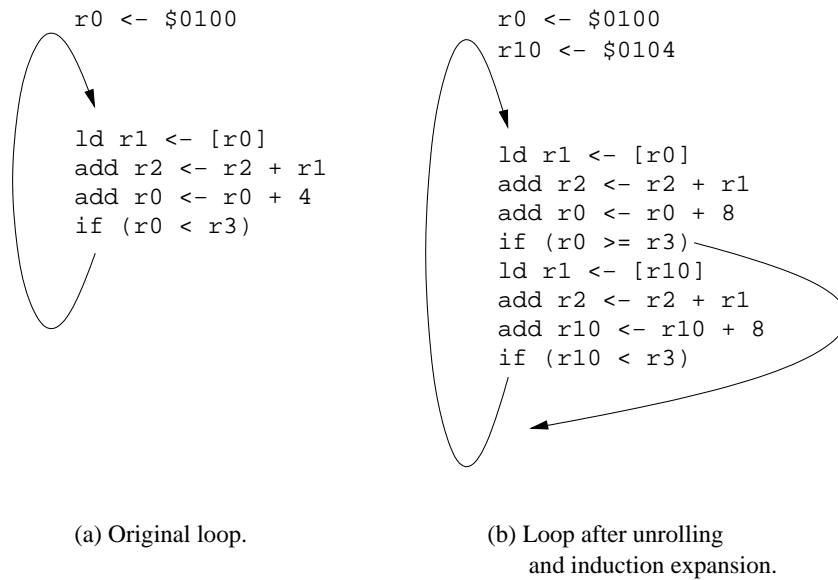 r0 <- $0100
ld r1 <- [r0]
add r2 <- r2 + r1
add r0 <- r0 + 4
if (r0 < r3)
(a) Original loop.
r0 <- $0100
r10 <- $0104
ld r1 <- [r0]
add r2 <- r2 + r1
add r0 <- r0 + 8
if (r0 >= r3)
ld r1 <- [r10]
add r2 <- r2 + r1
add r10 <- r10 + 8
if (r10 < r3)
(b) Loop after unrolling
and induction expansion.